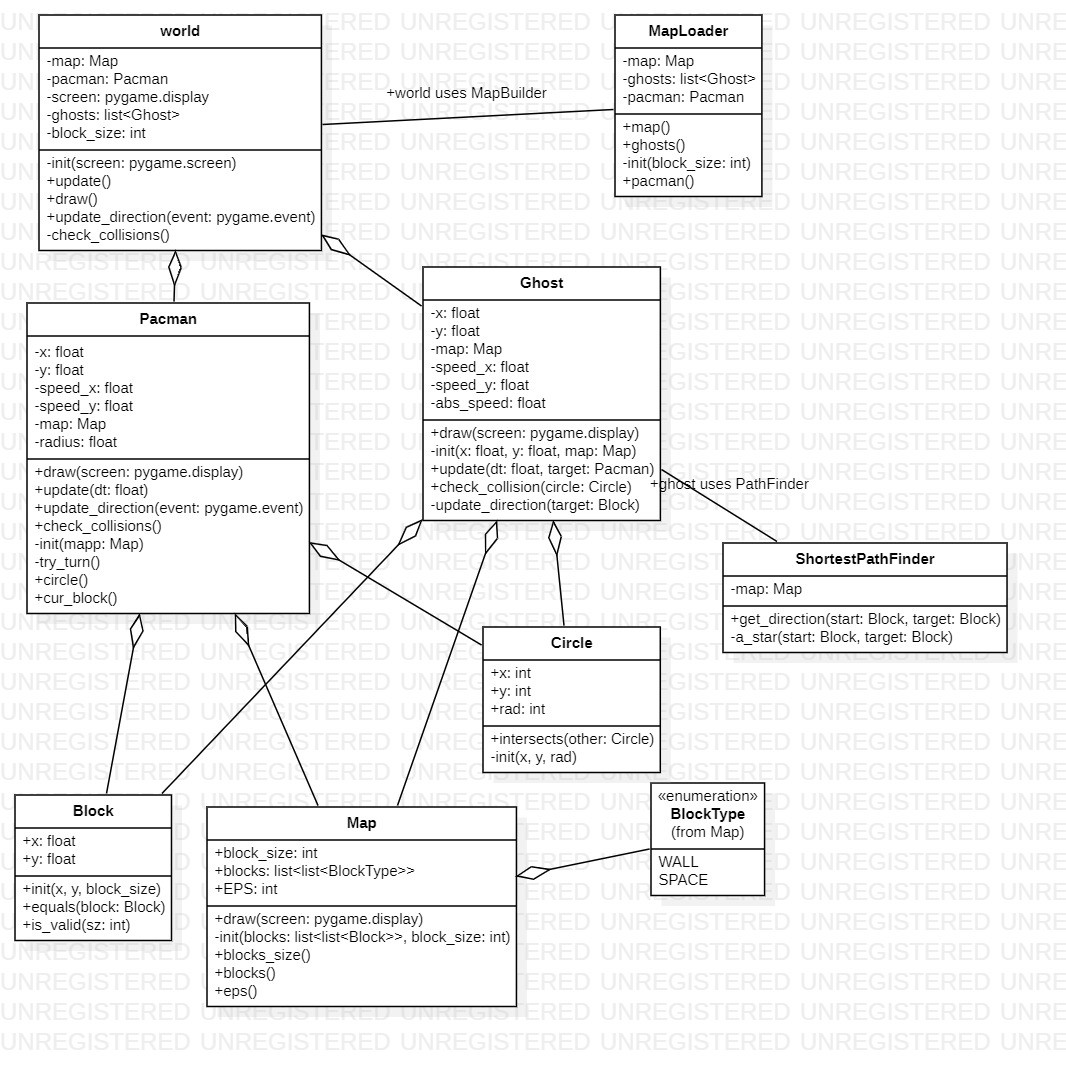 world
-map: Map
-pacman: Pacman
-screen: pygame.display
-ghosts: list<Ghost>
-block_size: int
-init(screen: pygame.screen)
+update()
+draw()
+update_direction(event: pygame.event)
-check_collisions()
+world uses MapBuilder
MapLoader
-map: Map
-ghosts: list<Ghost>
-pacman: Pacman
+map()
+ghosts()
-init(block_size: int)
+pacman()
Pacman
-x: float
-y: float
-speed_x: float
-speed_y: float
-map: Map
-radius: float
+draw(screen: pygame.display)
+update(dt: float)
+update_direction(event: pygame.event)
+check_collisions()
-init(mapp: Map)
-try_turn()
+circle()
+cur_block()
Ghost
-x: float
-y: float
-map: Map
-speed_x: float
-speed_y: float
-abs_speed: float
+draw(screen: pygame.display)
-init(x: float, y: float, map: Map)
+update(dt: float, target: Pacman)
+check_collision(circle: Circle)
-update_direction(target: Block)
+ghost uses PathFinder
ShortestPathFinder
-map: Map
+get_direction(start: Block, target: Block)
-a_star(start: Block, target: Block)
Circle
+x: int
+y: int
+rad: int
+intersects(other: Circle)
-init(x, y, rad)
Block
+x: float
+y: float
+init(x, y, block_size)
+equals(block: Block)
+is_valid(sz: int)
Map
+block_size: int
+blocks: list<list<BlockType>>
+EPS: int
+draw(screen: pygame.display)
-init(blocks: list<list<Block>>, block_size: int)
+blocks_size()
+blocks()
+eps()
«enumeration»
BlockType
(from Map)
WALL
SPACE
UNREGISTERED